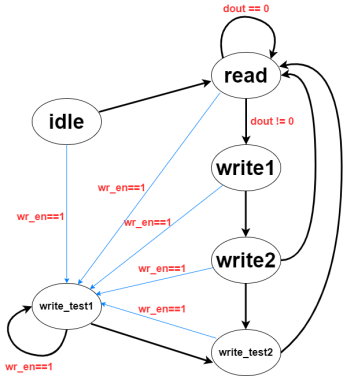 dout == 0
read
idle
dout != 0
write1
wr_en==1
wr_en==1
wr_en==1
write2
wr_en==1
write_test1
wr_en==1
write_test2
wr_en==1